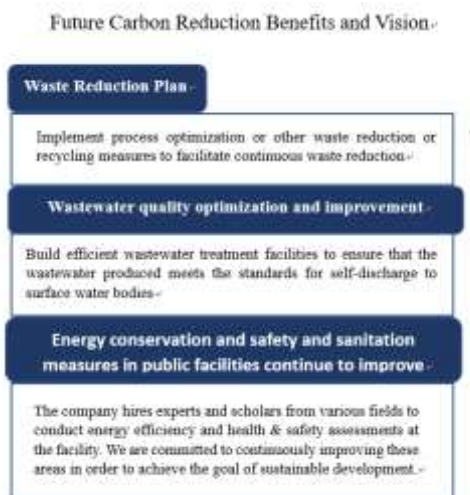 Future Carbon Reduction Benefits and Vision
Waste Reduction Plan
Implement process optimization or other waste reduction or
recycling measures to facilitate continuous waste reduction
Wastewater quality optimization and improvement
Build efficient wastewater treatment facilities to ensure that the
wastewater produced meets the standards for self-discharge to
surface water bodies
Energy conservation and safety and sanitation
measures in public facilities continue to improve
The company hires experts and scholars from various fields to
conduct energy efficiency and health & safety assessments at
the facility. We are committed to continuously improving these
areas in order to achieve the goal of sustainable development.